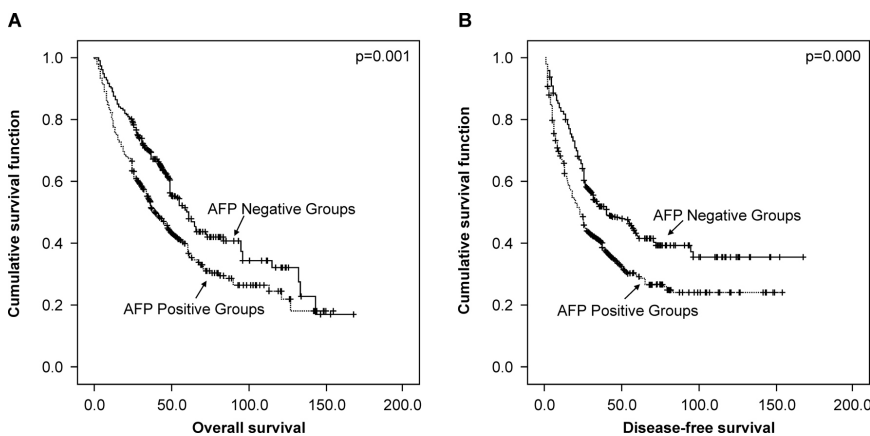 A
p=0.001
Cumulative survival function
1.0
0.8
0.6
0.4
0.2
0.0
AFP Negative Groups
AFP Positive Groups
0.0 50.0 100.0 150.0 200.0
Overall survival
B
p=0.000
Cumulative survival function
1.0
0.8
0.6
0.4
0.2
0.0
AFP Negative Groups
AFP Positive Groups
0.0 50.0 100.0 150.0 200.0
Disease-free survival